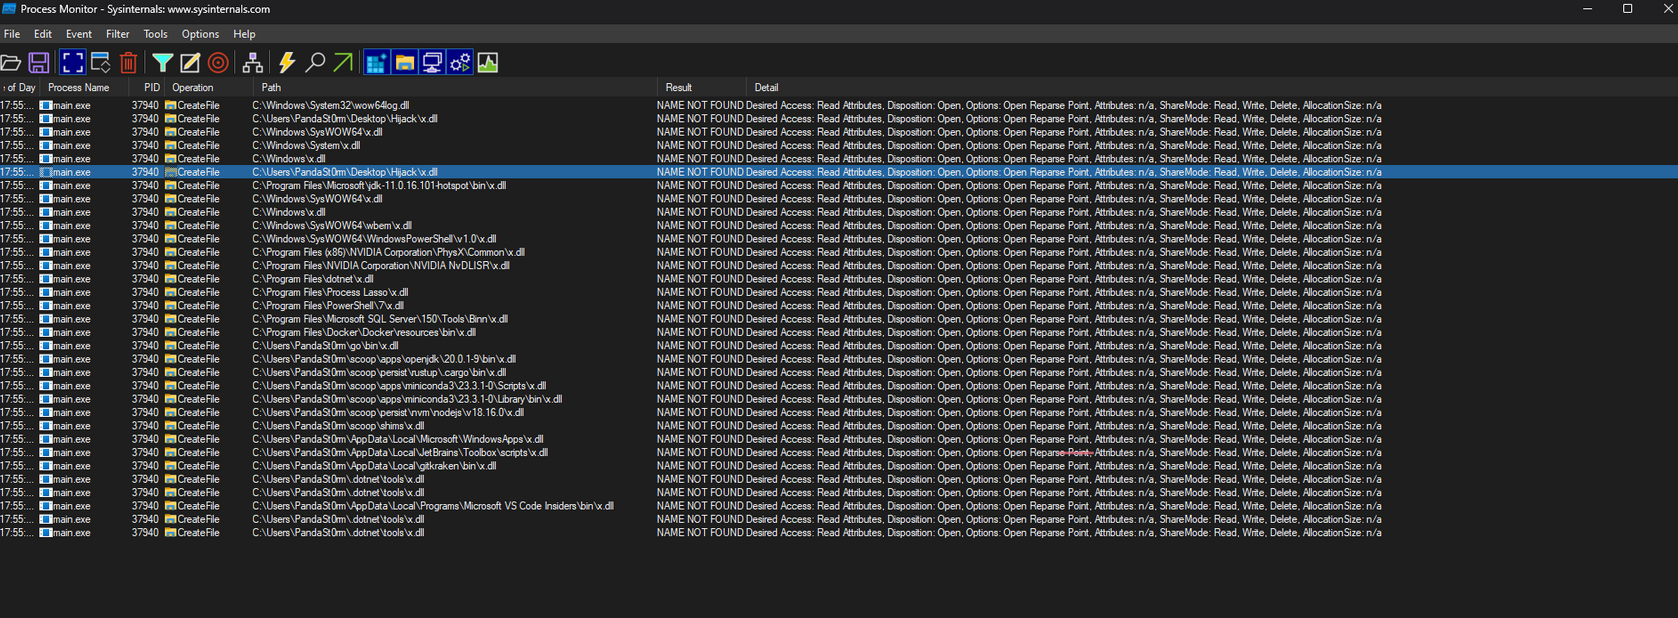 Process Monitor - Sysinternals: www.sysinternals.com
File Edit Event Filter Tools Options Help
of Day Process Name PID Operation Path Result Detail
17:55:... main.exe 37940 CreateFile C:\Windows\System32\wow64log.dll NAME NOT FOUND Desired Access: Read Attributes, Disposition: Open, Options: Open Reparse Point, Attributes: n/a, ShareMode: Read, Write, Delete, AllocationSize: n/a
17:55:... main.exe 37940 CreateFile C:\Users\PandaSt0rm\Desktop\Hijack\x.dll NAME NOT FOUND Desired Access: Read Attributes, Disposition: Open, Options: Open Reparse Point, Attributes: n/a, ShareMode: Read, Write, Delete, AllocationSize: n/a
17:55:... main.exe 37940 CreateFile C:\Windows\SysWOW64\x.dll NAME NOT FOUND Desired Access: Read Attributes, Disposition: Open, Options: Open Reparse Point, Attributes: n/a, ShareMode: Read, Write, Delete, AllocationSize: n/a
17:55:... main.exe 37940 CreateFile C:\Windows\System\x.dll NAME NOT FOUND Desired Access: Read Attributes, Disposition: Open, Options: Open Reparse Point, Attributes: n/a, ShareMode: Read, Write, Delete, AllocationSize: n/a
17:55:... main.exe 37940 CreateFile C:\Windows\x.dll NAME NOT FOUND Desired Access: Read Attributes, Disposition: Open, Options: Open Reparse Point, Attributes: n/a, ShareMode: Read, Write, Delete, AllocationSize: n/a
17:55:... main.exe 37940 CreateFile C:\Users\PandaSt0rm\Desktop\Hijack\x.dll NAME NOT FOUND Desired Access: Read Attributes, Disposition: Open, Options: Open Reparse Point, Attributes: n/a, ShareMode: Read, Write, Delete, AllocationSize: n/a
17:55:... main.exe 37940 CreateFile C:\Program Files\Microsoft\jdk-11.0.16.101-hotspot\bin\x.dll NAME NOT FOUND Desired Access: Read Attributes, Disposition: Open, Options: Open Reparse Point, Attributes: n/a, ShareMode: Read, Write, Delete, AllocationSize: n/a
17:55:... main.exe 37940 CreateFile C:\Windows\SysWOW64\x.dll NAME NOT FOUND Desired Access: Read Attributes, Disposition: Open, Options: Open Reparse Point, Attributes: n/a, ShareMode: Read, Write, Delete, AllocationSize: n/a
17:55:... main.exe 37940 CreateFile C:\Windows\x.dll NAME NOT FOUND Desired Access: Read Attributes, Disposition: Open, Options: Open Reparse Point, Attributes: n/a, ShareMode: Read, Write, Delete, AllocationSize: n/a
17:55:... main.exe 37940 CreateFile C:\Windows\SysWOW64\wbem\x.dll NAME NOT FOUND Desired Access: Read Attributes, Disposition: Open, Options: Open Reparse Point, Attributes: n/a, ShareMode: Read, Write, Delete, AllocationSize: n/a
17:55:... main.exe 37940 CreateFile C:\Windows\SysWOW64\WindowsPowerShell\v1.0\x.dll NAME NOT FOUND Desired Access: Read Attributes, Disposition: Open, Options: Open Reparse Point, Attributes: n/a, ShareMode: Read, Write, Delete, AllocationSize: n/a
17:55:... main.exe 37940 CreateFile C:\Program Files (x86)\NVIDIA Corporation\PhysX\Common\x.dll NAME NOT FOUND Desired Access: Read Attributes, Disposition: Open, Options: Open Reparse Point, Attributes: n/a, ShareMode: Read, Write, Delete, AllocationSize: n/a
17:55:... main.exe 37940 CreateFile C:\Program Files\NVIDIA Corporation\NVIDIA NvDLISR\x.dll NAME NOT FOUND Desired Access: Read Attributes, Disposition: Open, Options: Open Reparse Point, Attributes: n/a, ShareMode: Read, Write, Delete, AllocationSize: n/a
17:55:... main.exe 37940 CreateFile C:\Program Files\dotnet\x.dll NAME NOT FOUND Desired Access: Read Attributes, Disposition: Open, Options: Open Reparse Point, Attributes: n/a, ShareMode: Read, Write, Delete, AllocationSize: n/a
17:55:... main.exe 37940 CreateFile C:\Program Files\Process Lasso\x.dll NAME NOT FOUND Desired Access: Read Attributes, Disposition: Open, Options: Open Reparse Point, Attributes: n/a, ShareMode: Read, Write, Delete, AllocationSize: n/a
17:55:... main.exe 37940 CreateFile C:\Program Files\PowerShell\7\x.dll NAME NOT FOUND Desired Access: Read Attributes, Disposition: Open, Options: Open Reparse Point, Attributes: n/a, ShareMode: Read, Write, Delete, AllocationSize: n/a
17:55:... main.exe 37940 CreateFile C:\Program Files\Microsoft SQL Server\150\Tools\Binn\x.dll NAME NOT FOUND Desired Access: Read Attributes, Disposition: Open, Options: Open Reparse Point, Attributes: n/a, ShareMode: Read, Write, Delete, AllocationSize: n/a
17:55:... main.exe 37940 CreateFile C:\Program Files\Docker\Docker\resources\bin\x.dll NAME NOT FOUND Desired Access: Read Attributes, Disposition: Open, Options: Open Reparse Point, Attributes: n/a, ShareMode: Read, Write, Delete, AllocationSize: n/a
17:55:... main.exe 37940 CreateFile C:\Users\PandaSt0rm\go\bin\x.dll NAME NOT FOUND Desired Access: Read Attributes, Disposition: Open, Options: Open Reparse Point, Attributes: n/a, ShareMode: Read, Write, Delete, AllocationSize: n/a
17:55:... main.exe 37940 CreateFile C:\Users\PandaSt0rm\scoop\apps\openjdk\20.0.1-9\bin\x.dll NAME NOT FOUND Desired Access: Read Attributes, Disposition: Open, Options: Open Reparse Point, Attributes: n/a, ShareMode: Read, Write, Delete, AllocationSize: n/a
17:55:... main.exe 37940 CreateFile C:\Users\PandaSt0rm\scoop\persist\rustup\.cargo\bin\x.dll NAME NOT FOUND Desired Access: Read Attributes, Disposition: Open, Options: Open Reparse Point, Attributes: n/a, ShareMode: Read, Write, Delete, AllocationSize: n/a
17:55:... main.exe 37940 CreateFile C:\Users\PandaSt0rm\scoop\apps\miniconda3\23.3.1-0\Scripts\x.dll NAME NOT FOUND Desired Access: Read Attributes, Disposition: Open, Options: Open Reparse Point, Attributes: n/a, ShareMode: Read, Write, Delete, AllocationSize: n/a
17:55:... main.exe 37940 CreateFile C:\Users\PandaSt0rm\scoop\apps\miniconda3\23.3.1-0\Library\bin\x.dll NAME NOT FOUND Desired Access: Read Attributes, Disposition: Open, Options: Open Reparse Point, Attributes: n/a, ShareMode: Read, Write, Delete, AllocationSize: n/a
17:55:... main.exe 37940 CreateFile C:\Users\PandaSt0rm\scoop\persist\nvm\nodejs\v18.16.0\x.dll NAME NOT FOUND Desired Access: Read Attributes, Disposition: Open, Options: Open Reparse Point, Attributes: n/a, ShareMode: Read, Write, Delete, AllocationSize: n/a
17:55:... main.exe 37940 CreateFile C:\Users\PandaSt0rm\scoop\shims\x.dll NAME NOT FOUND Desired Access: Read Attributes, Disposition: Open, Options: Open Reparse Point, Attributes: n/a, ShareMode: Read, Write, Delete, AllocationSize: n/a
17:55:... main.exe 37940 CreateFile C:\Users\PandaSt0rm\AppData\Local\Microsoft\WindowsApps\x.dll NAME NOT FOUND Desired Access: Read Attributes, Disposition: Open, Options: Open Reparse Point, Attributes: n/a, ShareMode: Read, Write, Delete, AllocationSize: n/a
17:55:... main.exe 37940 CreateFile C:\Users\PandaSt0rm\AppData\Local\JetBrains\Toolbox\scripts\x.dll NAME NOT FOUND Desired Access: Read Attributes, Disposition: Open, Options: Open Reparse Point, Attributes: n/a, ShareMode: Read, Write, Delete, AllocationSize: n/a
17:55:... main.exe 37940 CreateFile C:\Users\PandaSt0rm\AppData\Local\gitkraken\bin\x.dll NAME NOT FOUND Desired Access: Read Attributes, Disposition: Open, Options: Open Reparse Point, Attributes: n/a, ShareMode: Read, Write, Delete, AllocationSize: n/a
17:55:... main.exe 37940 CreateFile C:\Users\PandaSt0rm\.dotnet\tools\x.dll NAME NOT FOUND Desired Access: Read Attributes, Disposition: Open, Options: Open Reparse Point, Attributes: n/a, ShareMode: Read, Write, Delete, AllocationSize: n/a
17:55:... main.exe 37940 CreateFile C:\Users\PandaSt0rm\.dotnet\tools\x.dll NAME NOT FOUND Desired Access: Read Attributes, Disposition: Open, Options: Open Reparse Point, Attributes: n/a, ShareMode: Read, Write, Delete, AllocationSize: n/a
17:55:... main.exe 37940 CreateFile C:\Users\PandaSt0rm\AppData\Local\Programs\Microsoft VS Code Insiders\bin\x.dll NAME NOT FOUND Desired Access: Read Attributes, Disposition: Open, Options: Open Reparse Point, Attributes: n/a, ShareMode: Read, Write, Delete, AllocationSize: n/a
17:55:... main.exe 37940 CreateFile C:\Users\PandaSt0rm\.dotnet\tools\x.dll NAME NOT FOUND Desired Access: Read Attributes, Disposition: Open, Options: Open Reparse Point, Attributes: n/a, ShareMode: Read, Write, Delete, AllocationSize: n/a
17:55:... main.exe 37940 CreateFile C:\Users\PandaSt0rm\.dotnet\tools\x.dll NAME NOT FOUND Desired Access: Read Attributes, Disposition: Open, Options: Open Reparse Point, Attributes: n/a, ShareMode: Read, Write, Delete, AllocationSize: n/a